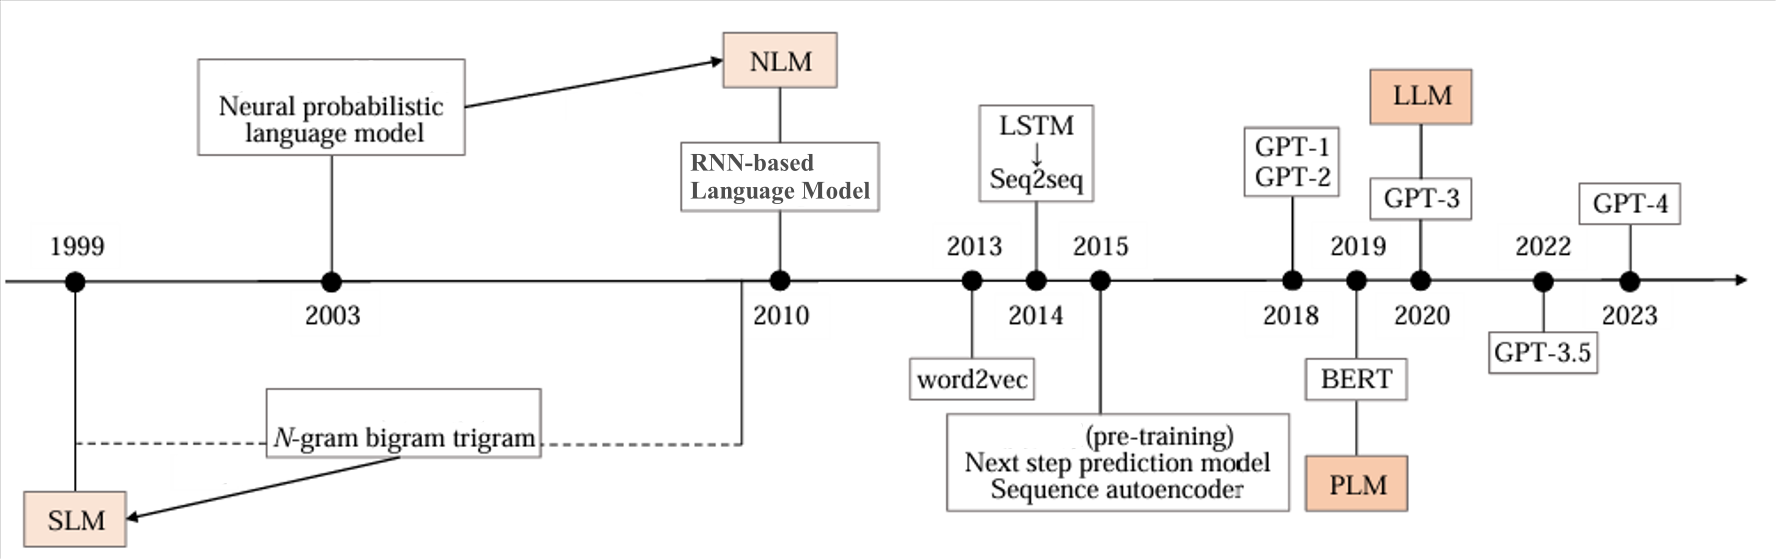 NLM
Neural probabilistic
language model
RNN-based
Language Model
LSTM
↓
Seq2seq
GPT-1
GPT-2
LLM
GPT-3
GPT-4
1999
2013
2015
2019
2022
2003
2010
2014
2018
2020
2023
word2vec
BERT
GPT-3.5
N-gram bigram trigram
(pre-training)
Next step prediction model
Sequence autoencoder
SLM
PLM